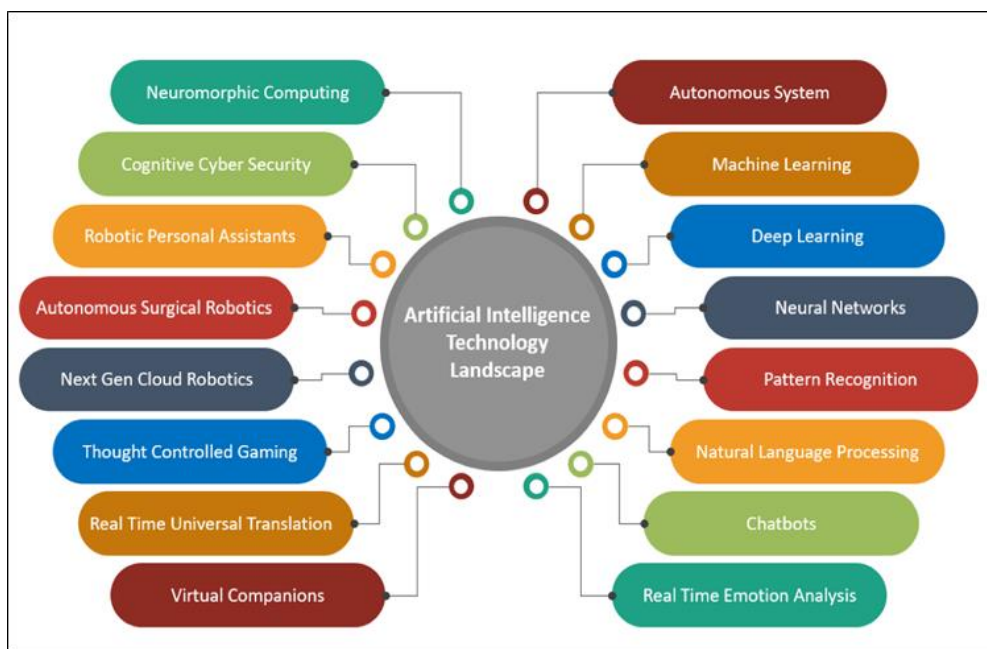 Neuromorphic Computing
Cognitive Cyber Security
Robotic Personal Assistants
Autonomous Surgical Robotics
Next Gen Cloud Robotics
Thought Controlled Gaming
Real Time Universal Translation
Virtual Companions
Artificial Intelligence
Technology
Landscape
Autonomous System
Machine Learning
Deep Learning
Neural Networks
Pattern Recognition
Natural Language Processing
Chatbots
Real Time Emotion Analysis